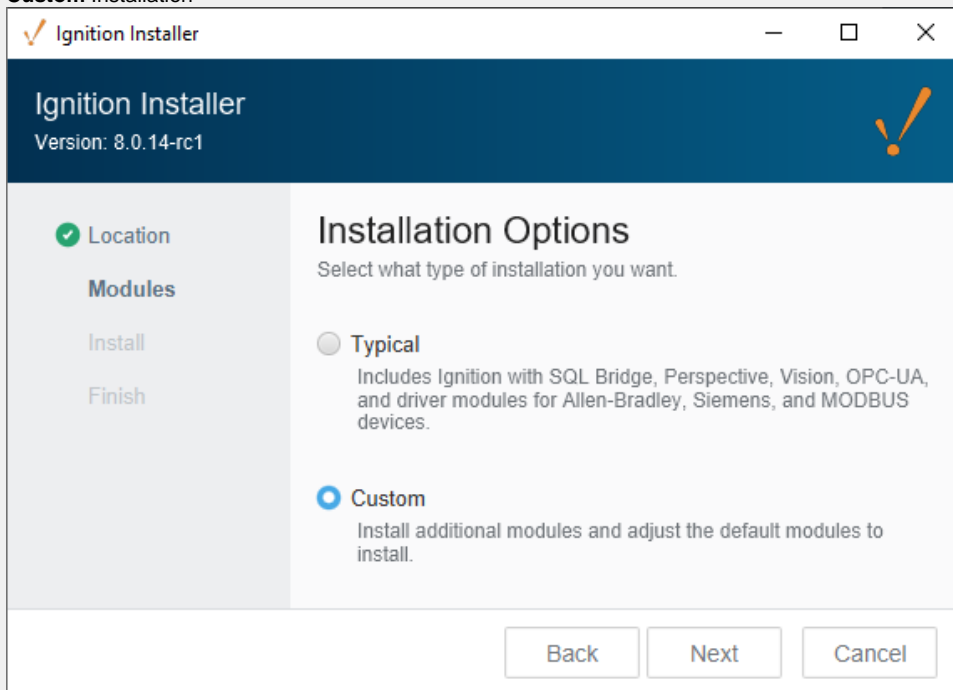 Custom Installation
Ignition Installer
Ignition Installer
Version: 8.0.14-rc1
Location
Modules
Install
Finish
Installation Options
Select what type of installation you want.
Typical
Includes Ignition with SQL Bridge, Perspective, Vision, OPC-UA,
and driver modules for Allen-Bradley, Siemens, and MODBUS
devices.
Custom
Install additional modules and adjust the default modules to
install.
Back
Next
Cancel